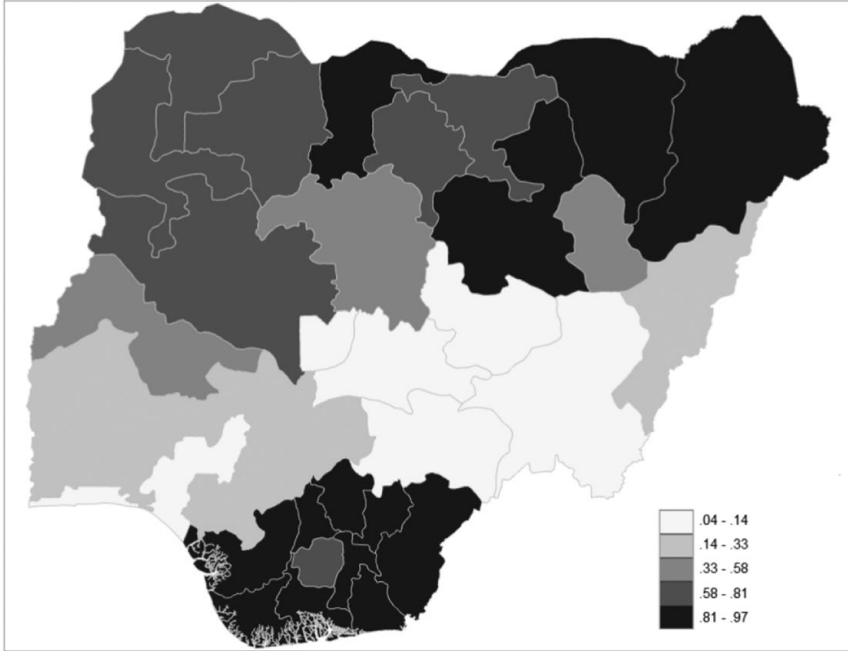 .04 - .14
.14 - .33
.33 - .58
.58 - .81
.81 - .97